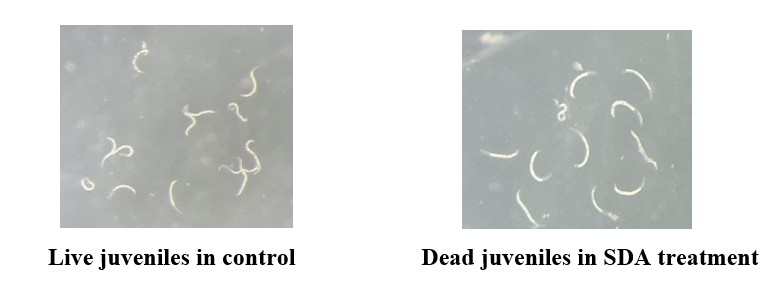 Live juveniles in control
Dead juveniles in SDA treatment